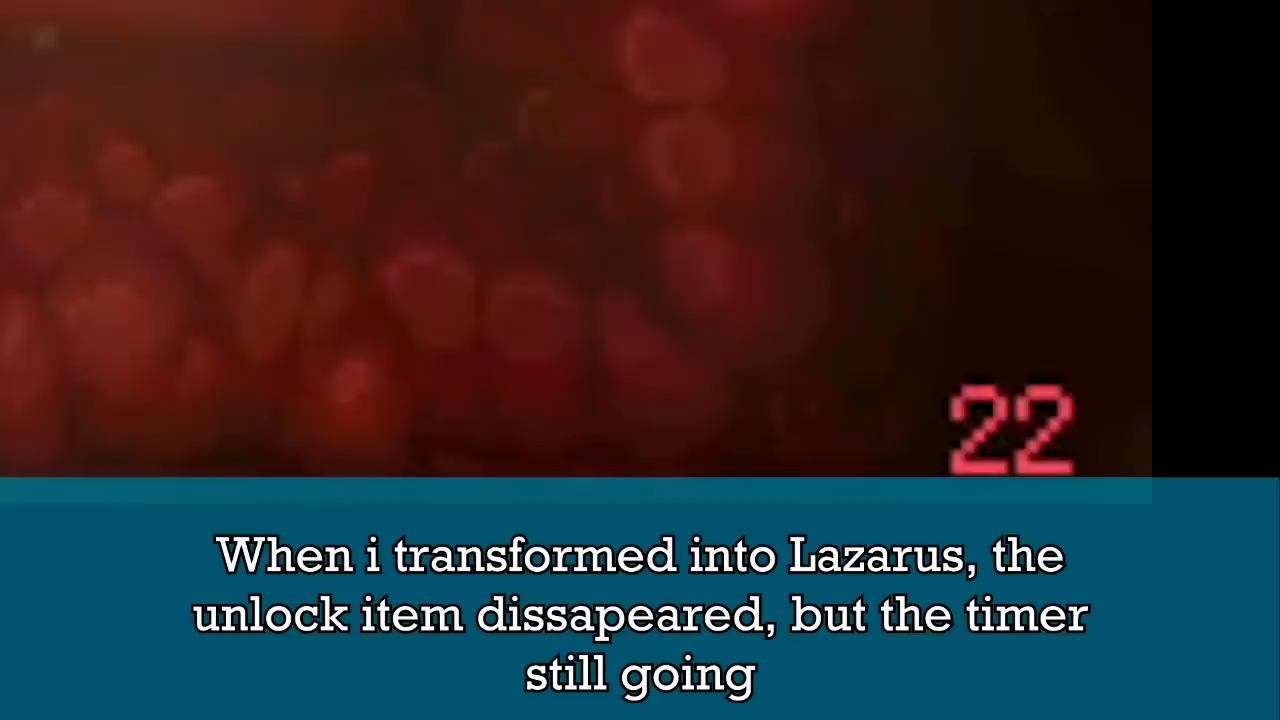 22
When i transformed into Lazarus, the
unlock item dissapeared, but the timer
still going